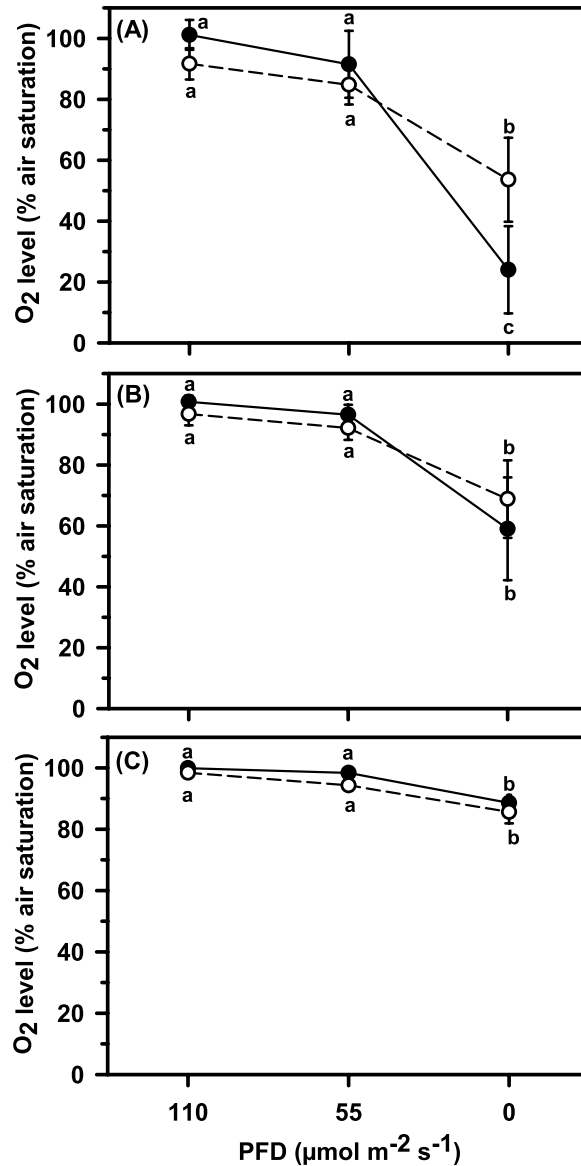 (A)
a
a
a
a
b
c
100
80
60
40
20
0
O2 level (% air saturation)
(B)
a
a
a
a
b
b
100
80
60
40
20
0
O2 level (% air saturation)
(C)
a
a
a
a
b
b
100
80
60
40
20
0
O2 level (% air saturation)
110 55 0
PFD (µmol m-2 s-1)